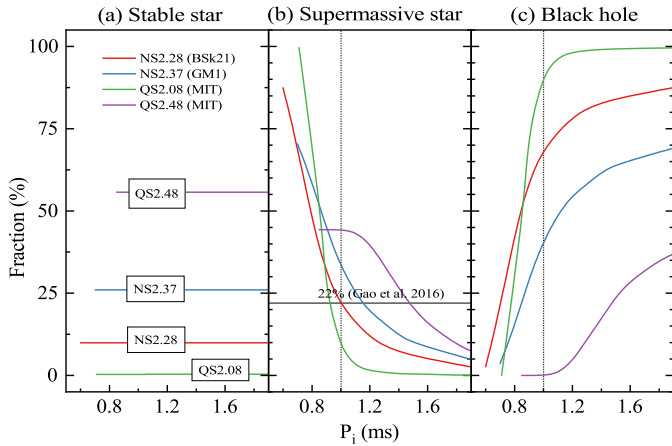 (a) Stable star
(b) Supermassive star
(c) Black hole
100
75
50
25
0
Fraction (%)
NS2.28 (BSk21)
NS2.37 (GM1)
QS2.08 (MIT)
QS2.48 (MIT)
QS2.48
NS2.37
NS2.28
QS2.08
22% (Gao et al. 2016)
0.8 1.2 1.6
0.8 1.2 1.6
0.8 1.2 1.6
Pi (ms)